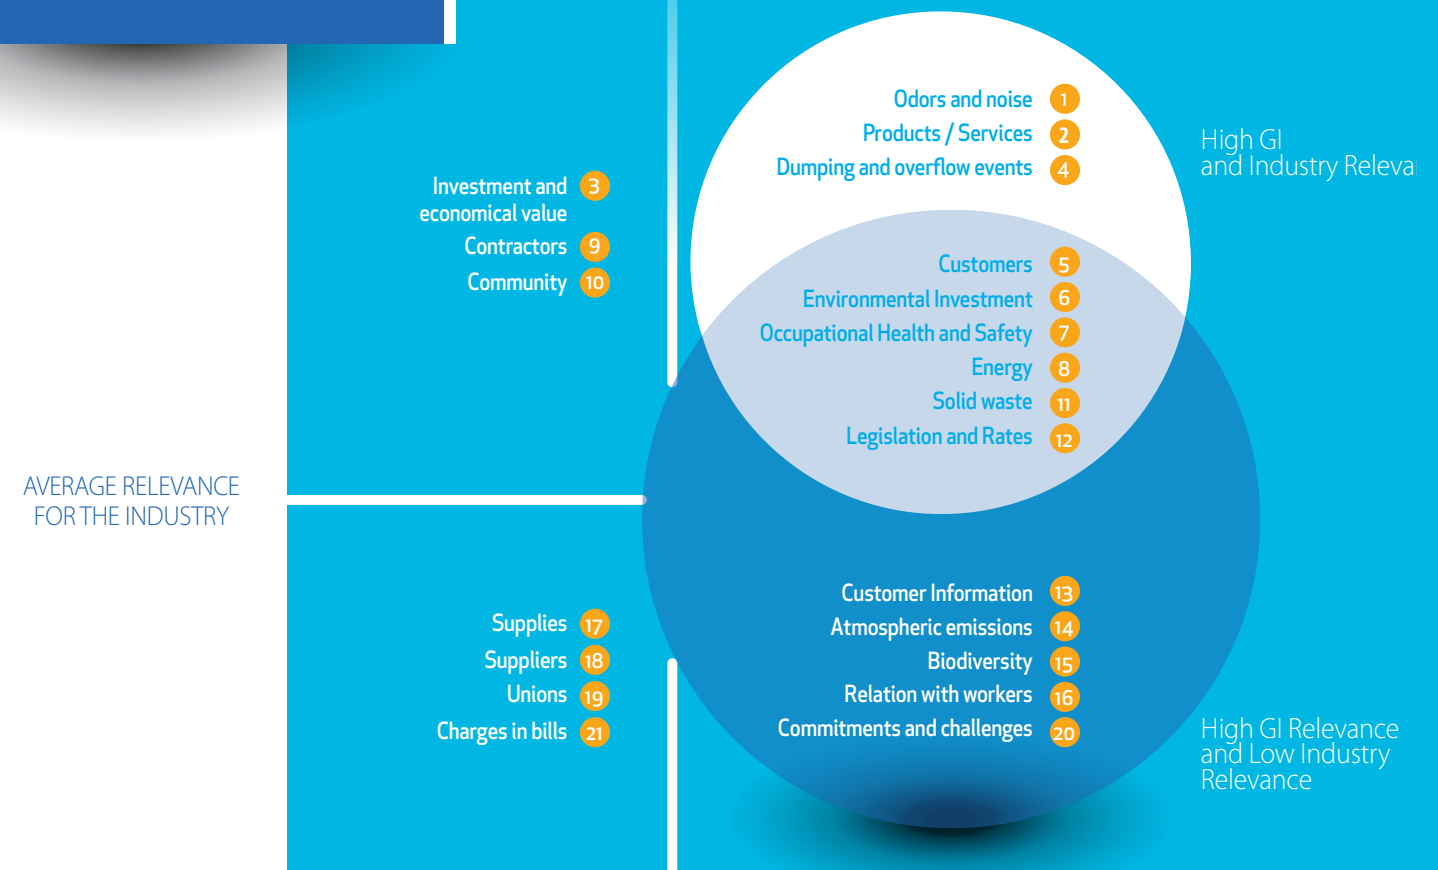 Odors and noise 1
Products / Services 2
Dumping and overflow events 4
High GI
and Industry
Investment and 3
economical value
Contractors 9
Community 10
Customers 5
Environmental Investment 6
Occupational Health and Safety 7
Energy 8
Solid waste 11
Legislation and Rates 12
AVERAGE RELEVANCE
FOR THE INDUSTRY
Supplies 17
Suppliers 18
Unions 19
Charges in bills 21
Customer Information 13
Atmospheric emissions 14
Biodiversity 15
Relation with workers 16
Commitments and challenges 20
High GI Relevance
and Low Industry
Relevance